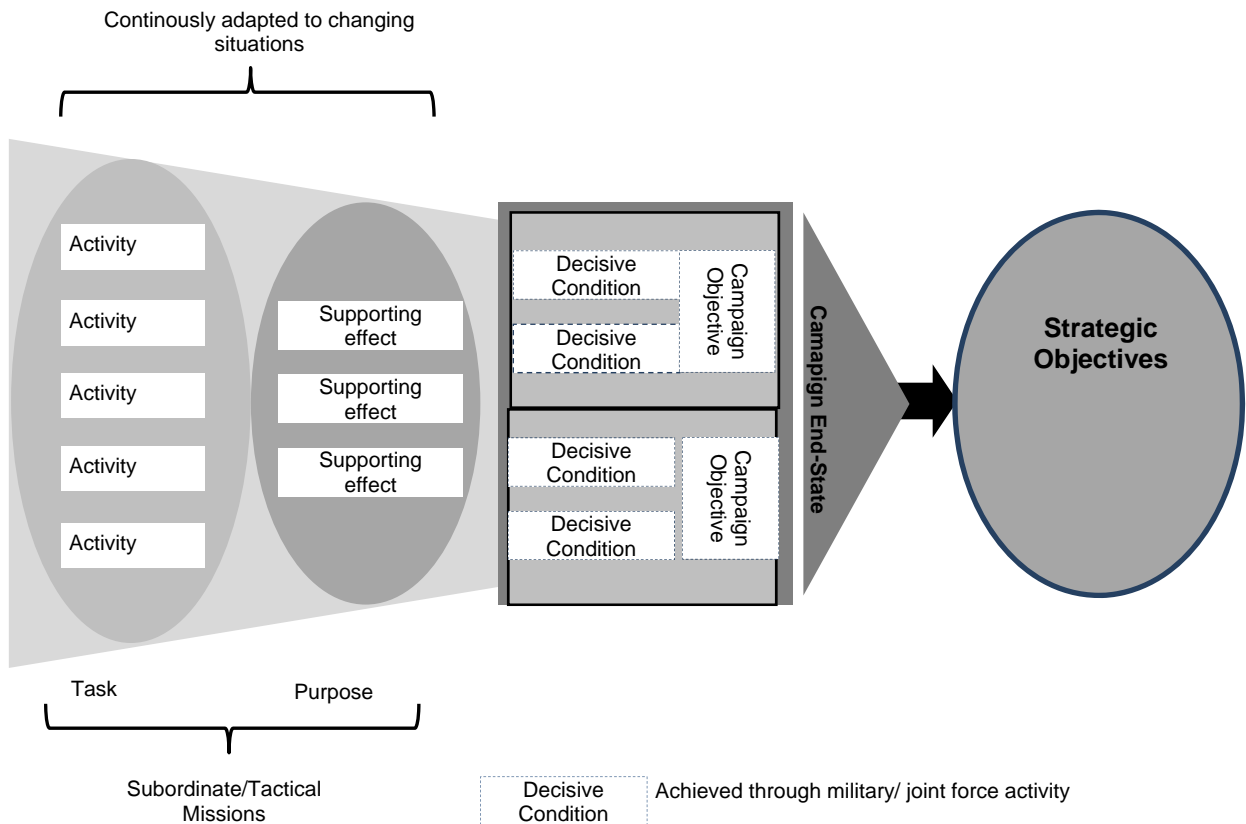 Continously adapted to changing
situations
Activity
Activity
Activity
Activity
Activity
Supporting
effect
Supporting
effect
Supporting
effect
Decisive
Condition
Decisive
Condition
Campaign
Objective
Decisive
Condition
Decisive
Condition
Campaign
Objective
Camapign End-State
Strategic
Objectives
Task
Purpose
Subordinate/Tactical
Missions
Decisive
Condition
Achieved through military/ joint force activity